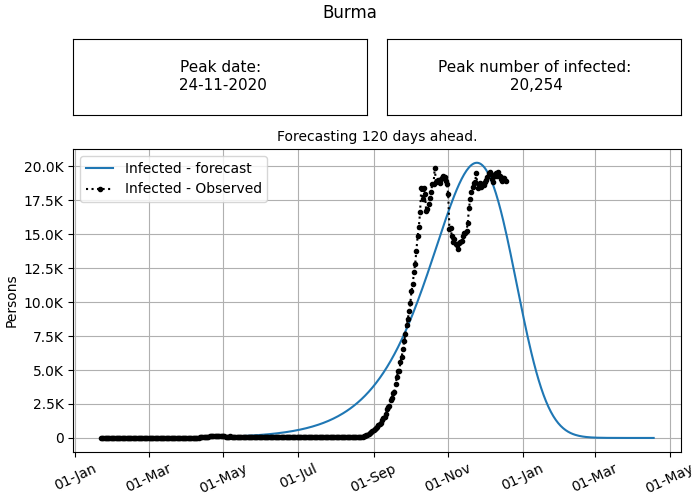 Burma
Peak date:
24-11-2020
Peak number of infected:
20,254
Forecasting 120 days ahead.
Infected - forecast
Infected - Observed
Persons
20.0K
17.5K
15.0K
12.5K
10.0K
7.5K
5.0K
2.5K
0
01-Jan
01-Mar
01-May
01-Jul
01-Sep
01-Nov
01-Jan
01-Mar
01-May